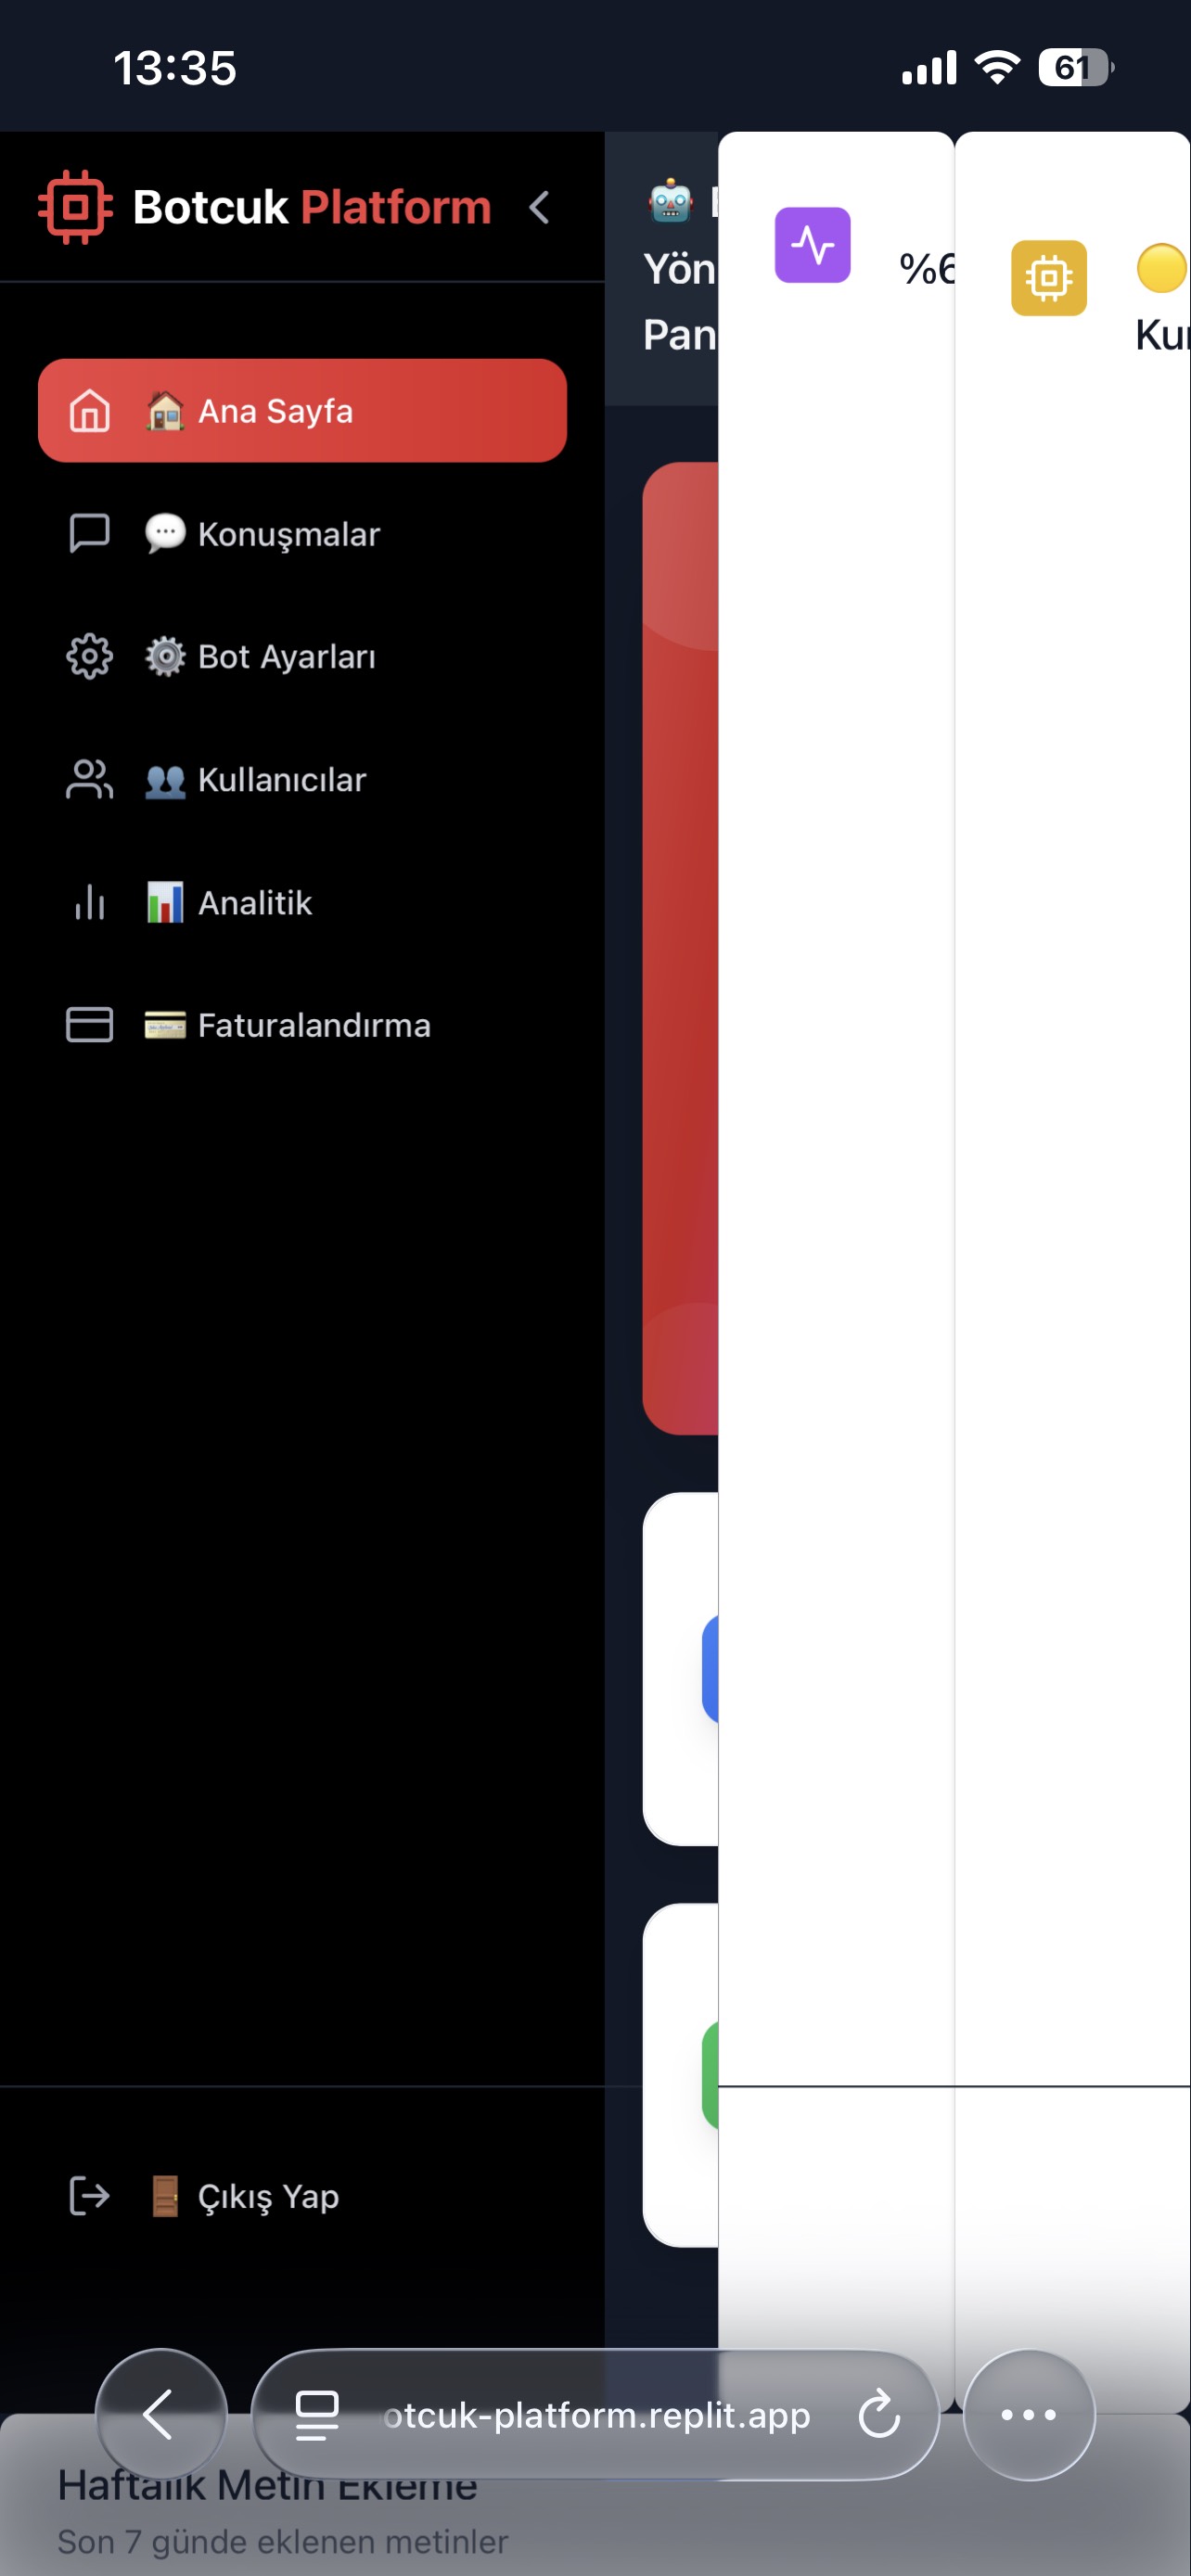 13:35
61
Botcuk Platform
Yön
Pan
%6
Kur
Ana Sayfa
Konuşmalar
Bot Ayarları
Kullanıcılar
Analitik
Faturalandırma
Çıkış Yap
otcuk-platform.replit.app
Haftalık Metin Ekleme
Son 7 günde eklenen metinler